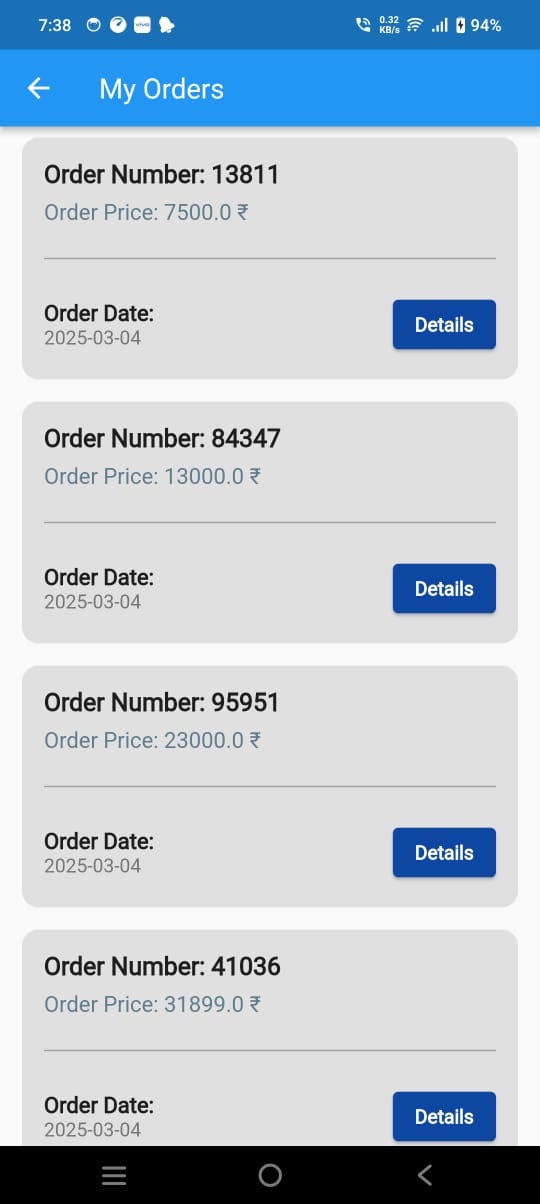 7:38 vivo 0.32 KB/s 94%
My Orders
Order Number: 13811
Order Price: 7500.0 ₹
Order Date:
2025-03-04
Details
Order Number: 84347
Order Price: 13000.0 ₹
Order Date:
2025-03-04
Details
Order Number: 95951
Order Price: 23000.0 ₹
Order Date:
2025-03-04
Details
Order Number: 41036
Order Price: 31899.0 ₹
Order Date:
2025-03-04
Details